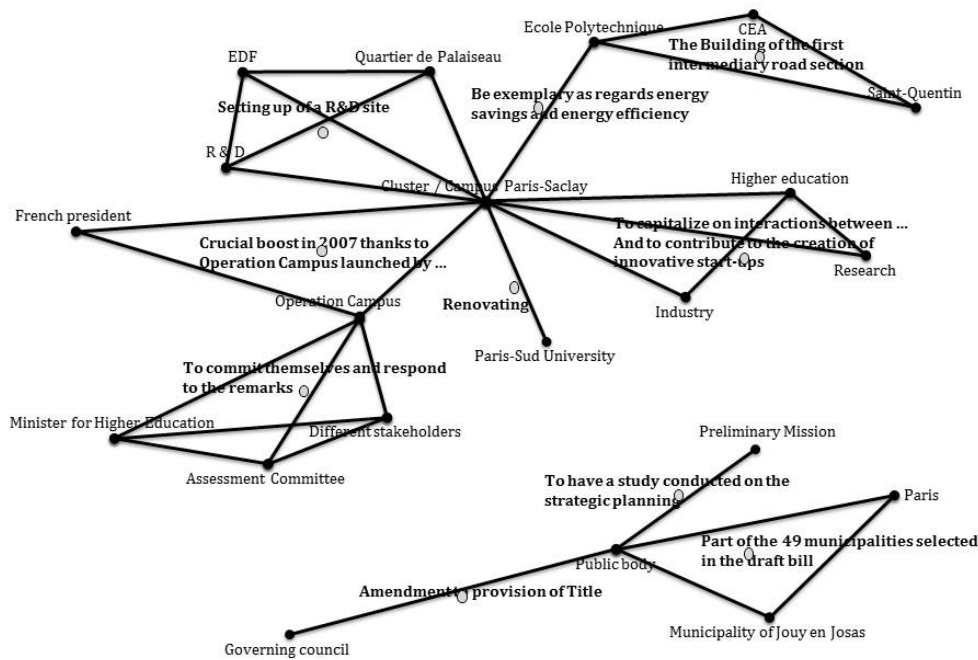 Ecole Polytechnique
CEA
The Building of the first
intermediary road section
Saint-Quentin
EDF
Quartier de Palaiseau
Setting up of a R&D site
Be exemplary as regards energy
savings and energy efficiency
R & D
Cluster / Campus Paris-Saclay
Higher education
French president
Crucial boost in 2007 thanks to
Operation Campus launched by ...
To capitalize on interactions between ...
And to contribute to the creation of
innovative start-ups
Research
Operation Campus
Renovating
Industry
Paris-Sud University
To commit themselves and respond
to the remarks
Minister for Higher Education
Different stakeholders
Assessment Committee
Preliminary Mission
To have a study conducted on the
strategic planning
Paris
Part of the 49 municipalities selected
in the draft bill
Public body
Amendment to provision of Title
Municipality of Jouy en Josas
Governing council